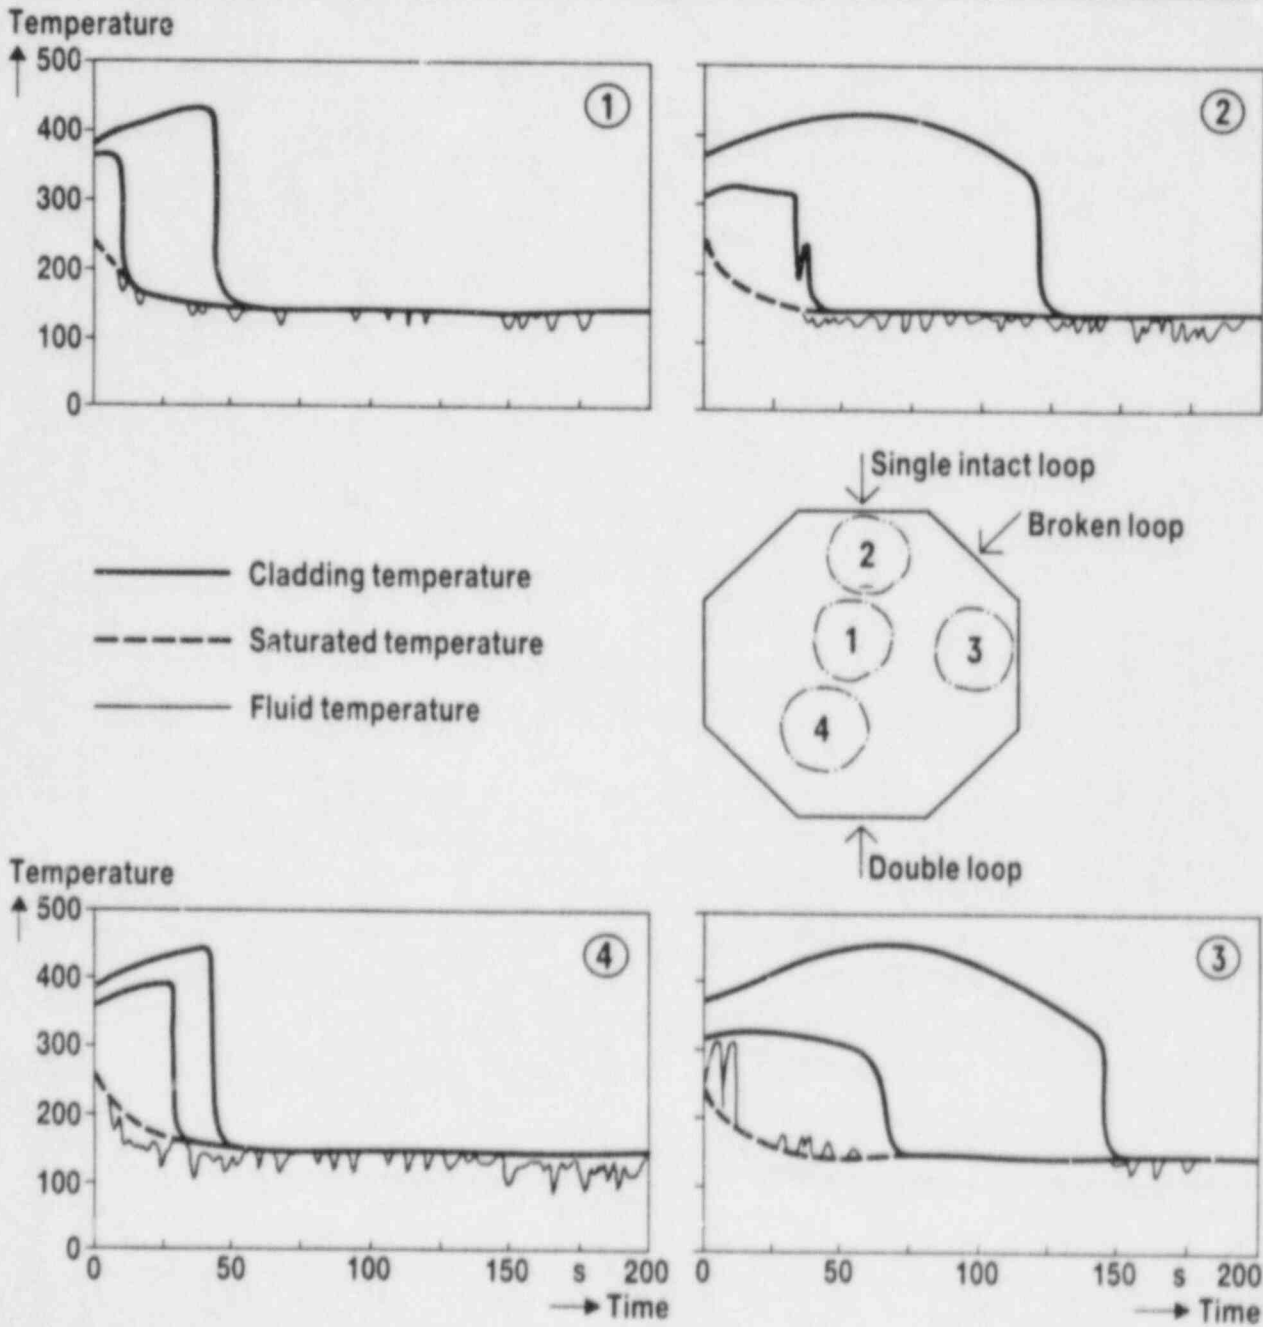 Temperature
500
400
300
200
100
0
1
2
Single intact loop
Broken loop
Cladding temperature
Saturated temperature
Fluid temperature
2
1
3
4
Double loop
Temperature
500
400
300
200
100
0
4
3
0 50 100 150 s 200
Time
0 50 100 150 s 200
Time